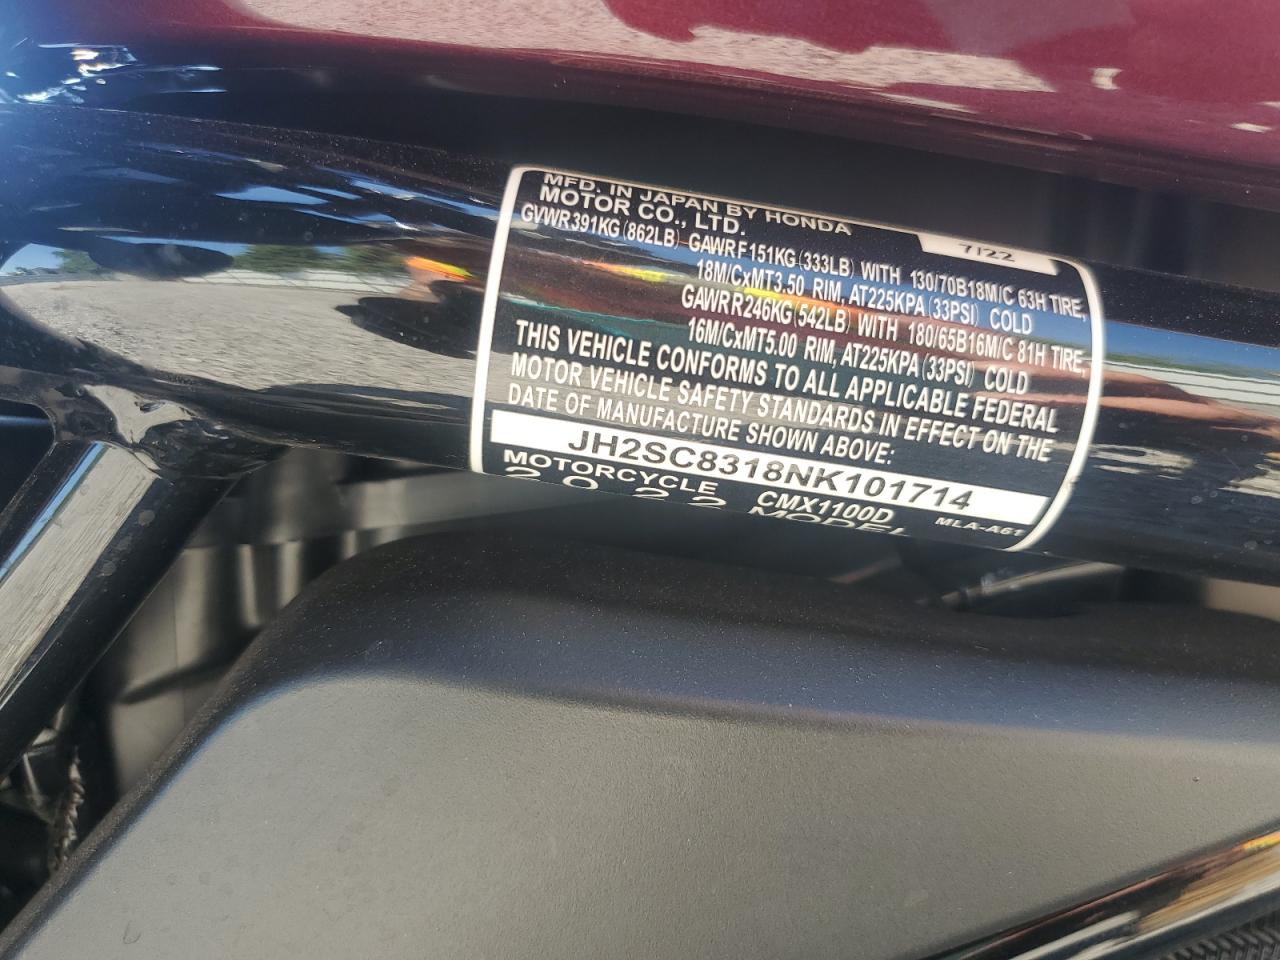 MFD. IN JAPAN BY HONDA
MOTOR CO., LTD.
7/22
GVWR391KG (862LB) GAWRF151KG (333LB) WITH 130/70B18M/C 63H TIRE,
18M/CxMT3.50 RIM, AT225KPA (33PSI) COLD
GAWRR246KG (542LB) WITH 180/65B16M/C 81H TIRE,
16M/CxMT5.00 RIM, AT225KPA (33PSI) COLD
THIS VEHICLE CONFORMS TO ALL APPLICABLE FEDERAL
MOTOR VEHICLE SAFETY STANDARDS IN EFFECT ON THE
DATE OF MANUFACTURE SHOWN ABOVE:
JH2SC8318NK101714
MOTORCYCLE CMX1100D MLA-A61
2022 MODEL